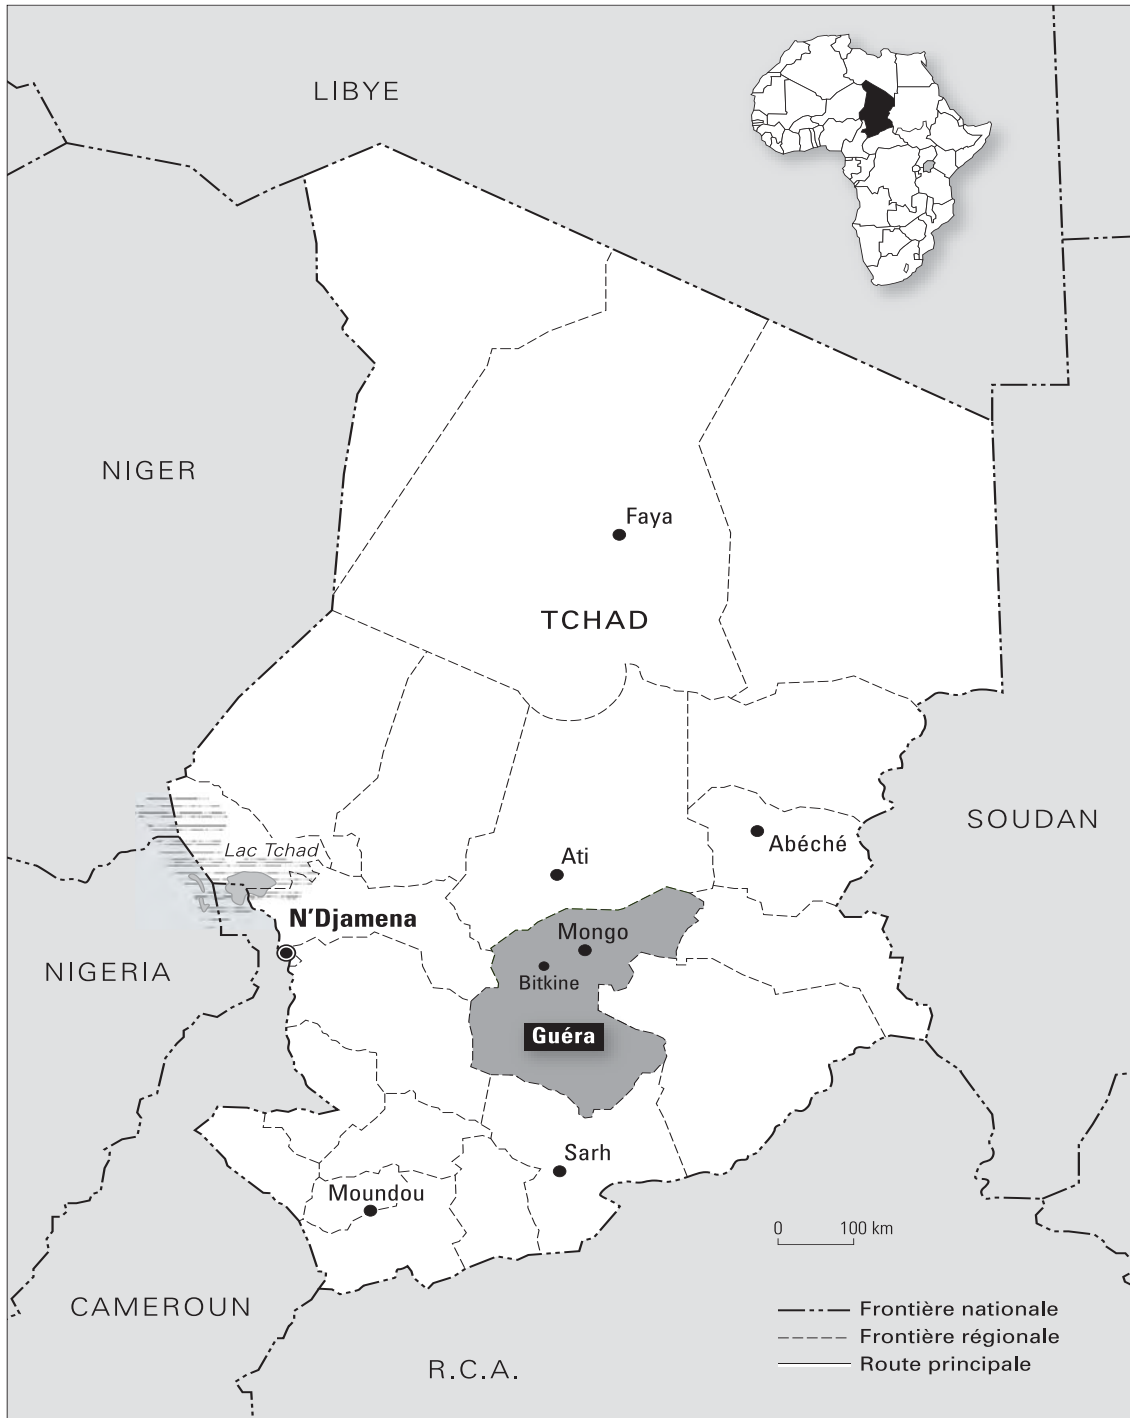 LIBYE
NIGER
Faya
TCHAD
SOUDAN
Abéché
Lac Tchad
Ati
N'Djamena
Mongo
NIGERIA
Bitkine
Guéra
Sarh
Moundou
0 100 km
CAMEROUN
Frontière nationale
Frontière régionale
Route principale
R.C.A.